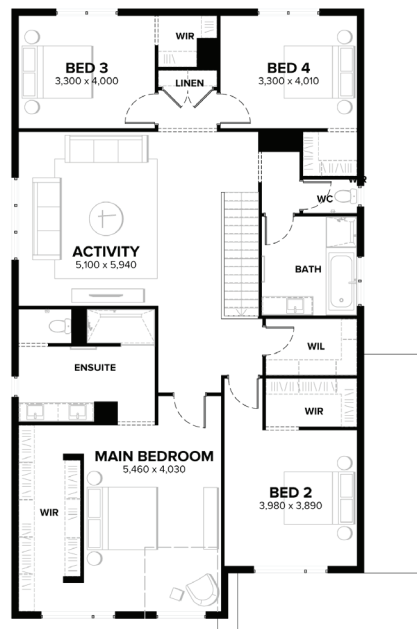 WIR
BED 3
3,300 x 4,000
BED 4
3,300 x 4,010
LINEN
WIR
WC
ACTIVITY
5,100 x 5,940
BATH
WIL
ENSUITE
WIR
MAIN BEDROOM
5,460 x 4,030
BED 2
3,980 x 3,890
WIR